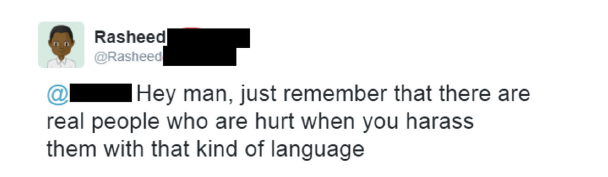 Rasheed
@Rasheed
@ Hey man, just remember that there are
real people who are hurt when you harass
them with that kind of language